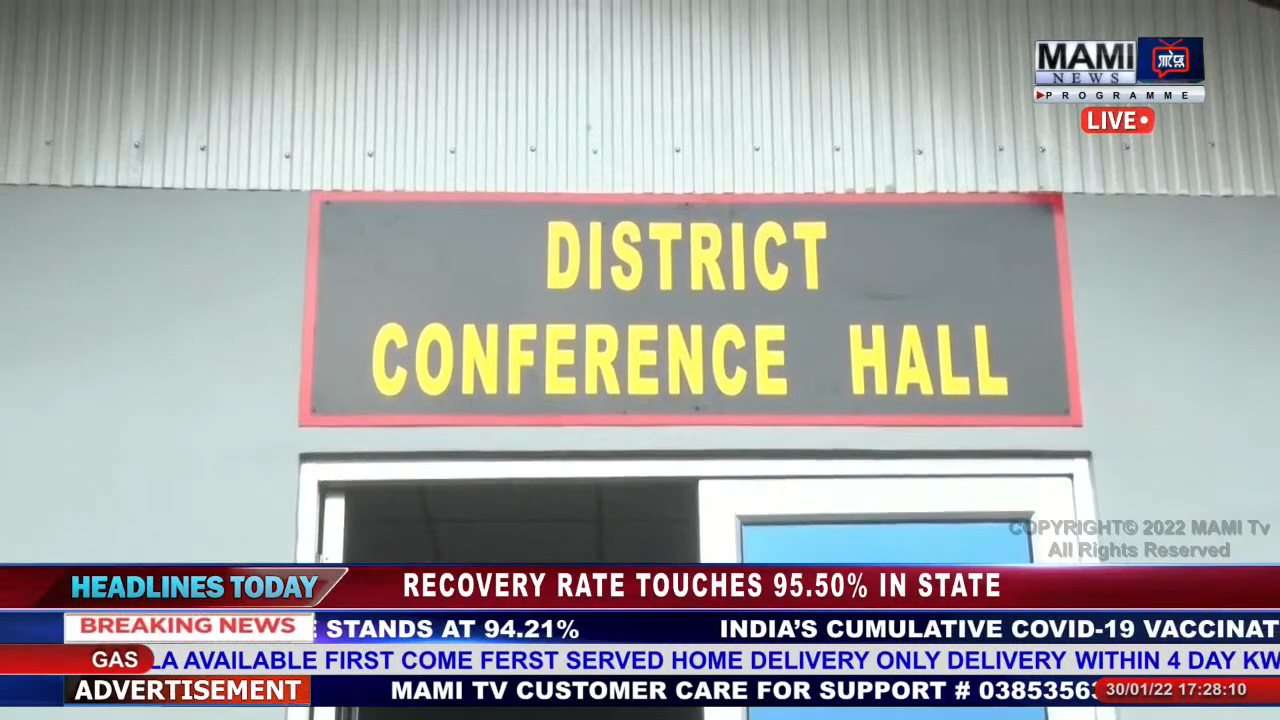 MAMI
NEWS
PROGRAMME
LIVE
DISTRICT
CONFERENCE HALL
COPYRIGHT© 2022 MAMI Tv
All Rights Reserved
HEADLINES TODAY
RECOVERY RATE TOUCHES 95.50% IN STATE
BREAKING NEWS
STANDS AT 94.21% INDIA'S CUMULATIVE COVID-19 VACCINAT
GAS
LA AVAILABLE FIRST COME FERST SERVED HOME DELIVERY ONLY DELIVERY WITHIN 4 DAY KW
ADVERTISEMENT
MAMI TV CUSTOMER CARE FOR SUPPORT # 0385356
30/01/22 17:28:10